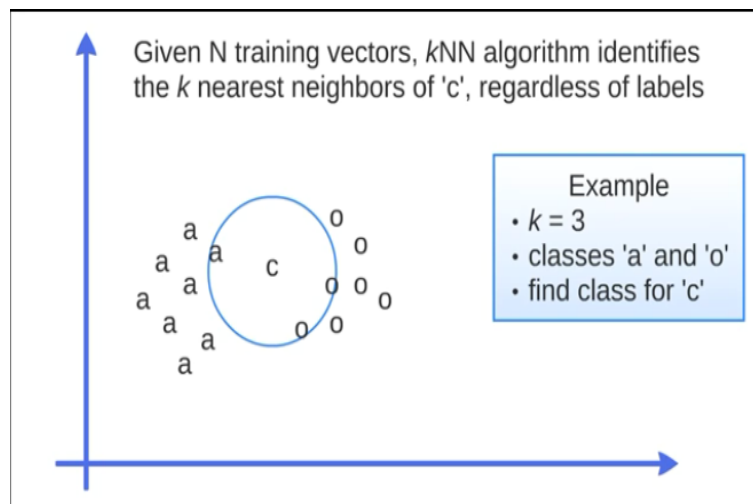 Given N training vectors, kNN algorithm identifies
the k nearest neighbors of 'c', regardless of labels
Example
• k = 3
• classes 'a' and 'o'
• find class for 'c'
o
a
o
a
c
a
a
o o
a
o
a
o o
a
a